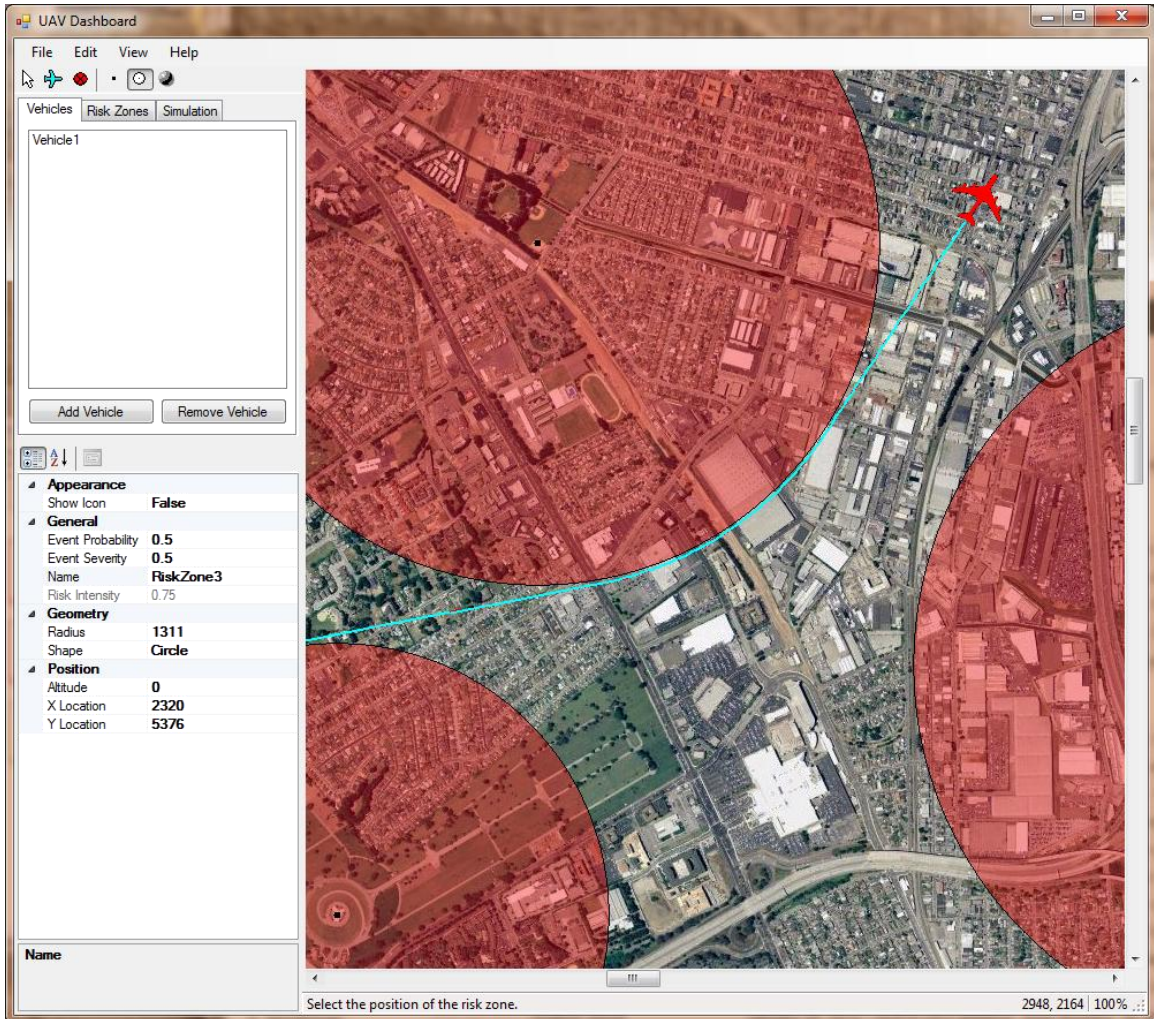 UAV Dashboard
File Edit View Help
Vehicles Risk Zones Simulation
Vehicle1
Add Vehicle Remove Vehicle
Appearance
Show Icon False
General
Event Probability 0.5
Event Severity 0.5
Name RiskZone3
Risk Intensity 0.75
Geometry
Radius 1311
Shape Circle
Position
Altitude 0
X Location 2320
Y Location 5376
Name
Select the position of the risk zone. 2948, 2164 100%